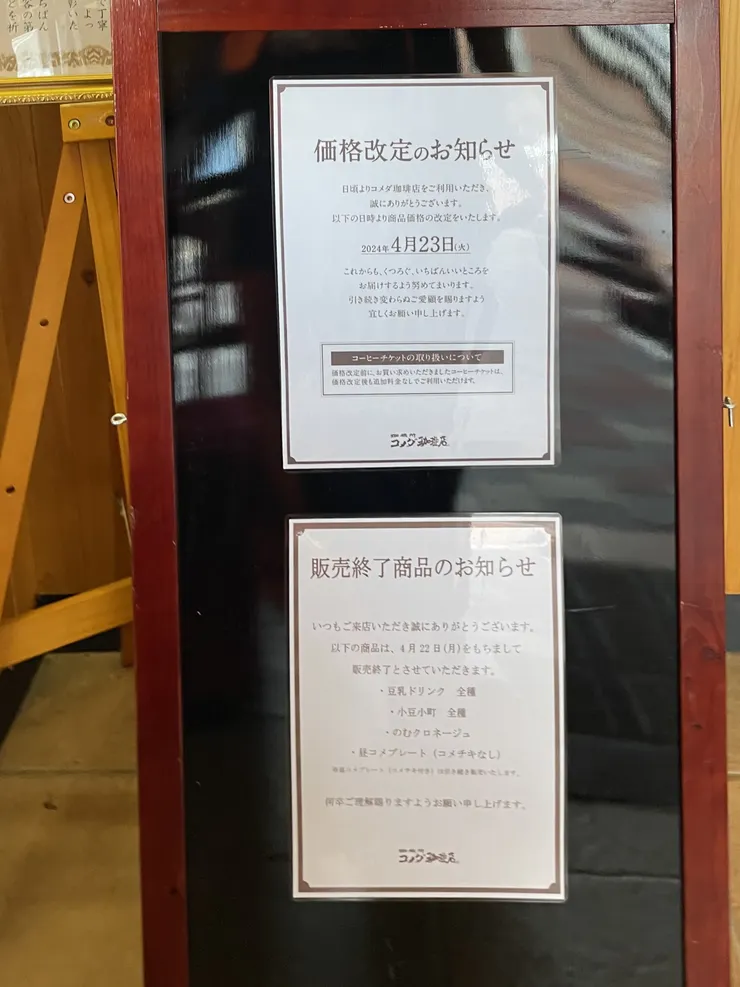 価格改定のお知らせ
日頃よりコメダ珈琲店をご利用いただき、
誠にありがとうございます。
以下の日時より商品価格の改定をいたします。
2024年4月23日(火)
これからも、くつろぐ、いちばんいいところを
お届けするよう努めてまいります。
引き続き変わらぬご愛顧を賜りますよう
宜しくお願い申し上げます。
コーヒーチケットの取り扱いについて
価格改定前に、お買い求めいただきましたコーヒーチケットは、
価格改定後も追加料金なしでご利用いただけます。
珈琲所
コメダ珈琲店
販売終了商品のお知らせ
いつもご来店いただき誠にありがとうございます。
以下の商品は、4月22日(月)をもちまして
販売終了とさせていただきます。
・豆乳ドリンク 全種
・小豆小町 全種
・のむクロネージュ
・昼コメプレート（コメチキなし）
何卒ご理解賜りますようお願い申し上げます。
珈琲所
コメダ珈琲店